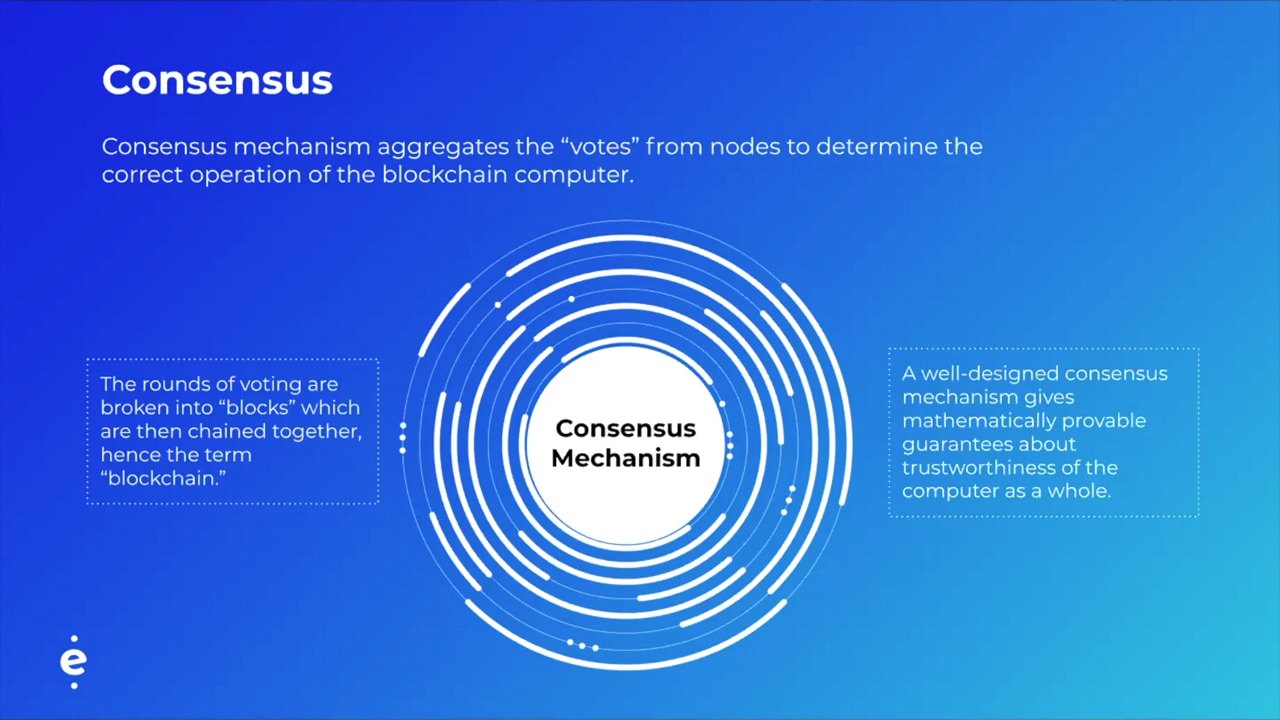 Consensus
Consensus mechanism aggregates the “votes” from nodes to determine the
correct operation of the blockchain computer.
The rounds of voting are
broken into “blocks” which
are then chained together,
hence the term
“blockchain.”
Consensus
Mechanism
A well-designed consensus
mechanism gives
mathematically provable
guarantees about
trustworthiness of the
computer as a whole.
e